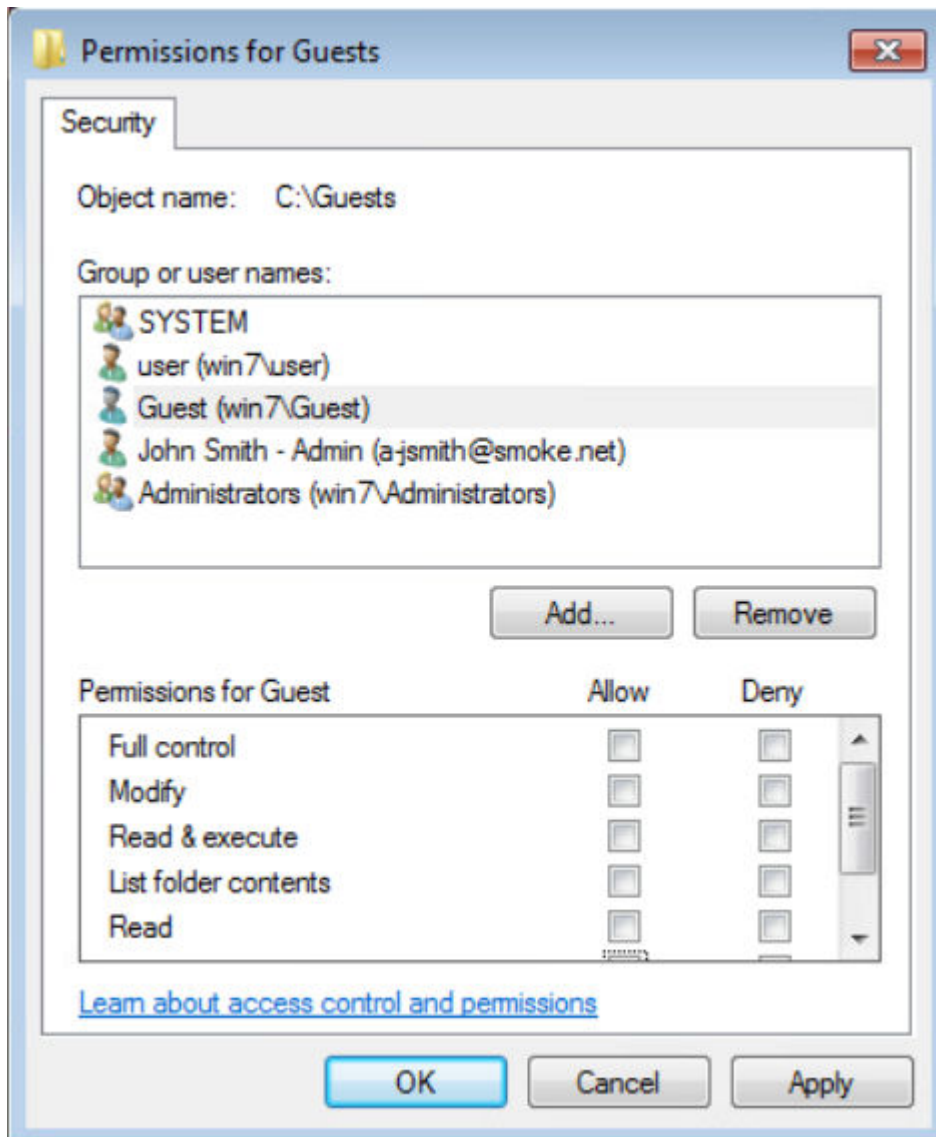 Permissions for Guests
Security
Object name: C:\Guests
Group or user names:
SYSTEM
user (win7\user)
Guest (win7\Guest)
John Smith - Admin (a-jsmith@smoke.net)
Administrators (win7\Administrators)
Add... Remove
Permissions for Guest Allow Deny
Full control
Modify
Read & execute
List folder contents
Read
Learn about access control and permissions
OK Cancel Apply